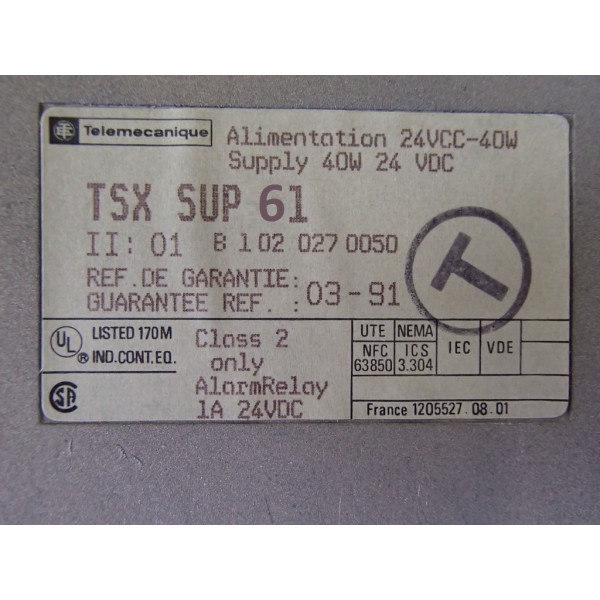 Telemecanique
Alimentation 24VCC-40W
Supply 40W 24 VDC
TSX SUP 61
II: 01 B 1 02 027 0050
REF. DE GARANTIE:
GUARANTEE REF. : 03-91
T
UL ® LISTED 170M
IND. CONT. EQ.
Class 2
only
AlarmRelay
1A 24VDC
UTE NEMA IEC VDE
NFC ICS
63850 3.304
France 1205527.08.01